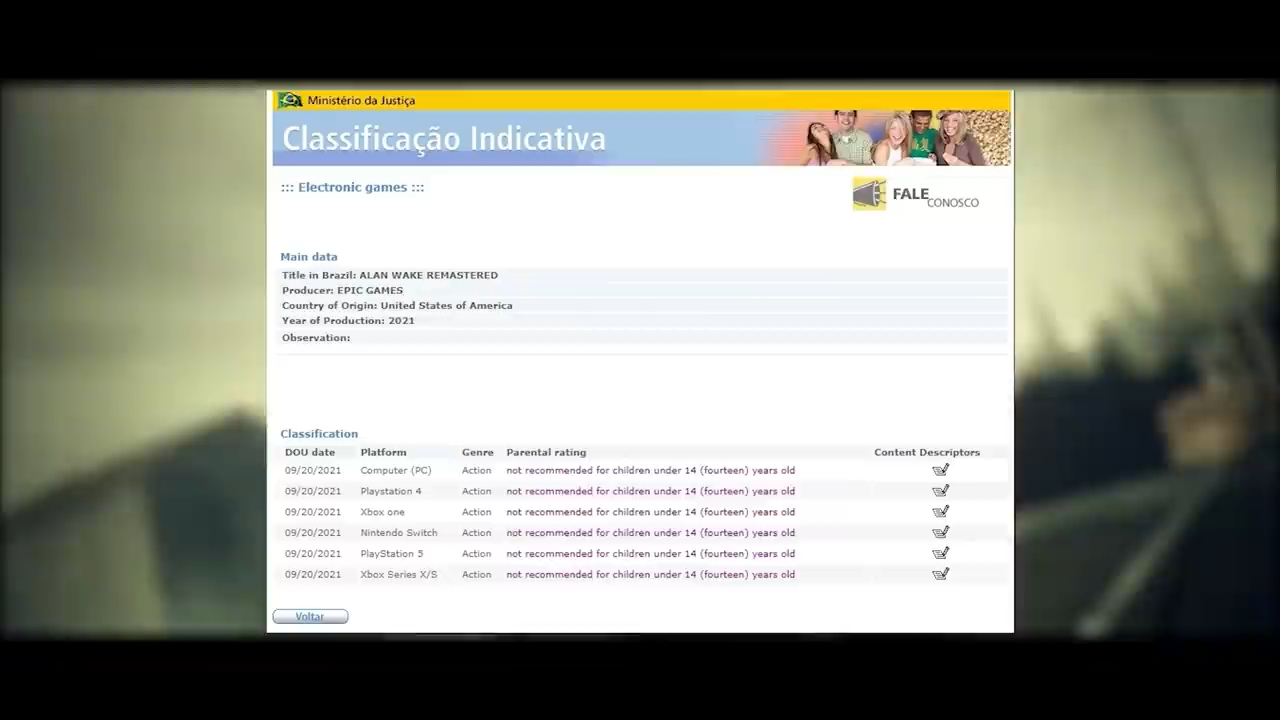 Ministério da Justiça
Classificação Indicativa
::: Electronic games :::
FALE CONOSCO
Main data
Title in Brazil: ALAN WAKE REMASTERED
Producer: EPIC GAMES
Country of Origin: United States of America
Year of Production: 2021
Observation:
Classification
DOU date Platform Genre Parental rating Content Descriptors
09/20/2021 Computer (PC) Action not recommended for children under 14 (fourteen) years old
09/20/2021 Playstation 4 Action not recommended for children under 14 (fourteen) years old
09/20/2021 Xbox one Action not recommended for children under 14 (fourteen) years old
09/20/2021 Nintendo Switch Action not recommended for children under 14 (fourteen) years old
09/20/2021 PlayStation 5 Action not recommended for children under 14 (fourteen) years old
09/20/2021 Xbox Series X/S Action not recommended for children under 14 (fourteen) years old
Voltar